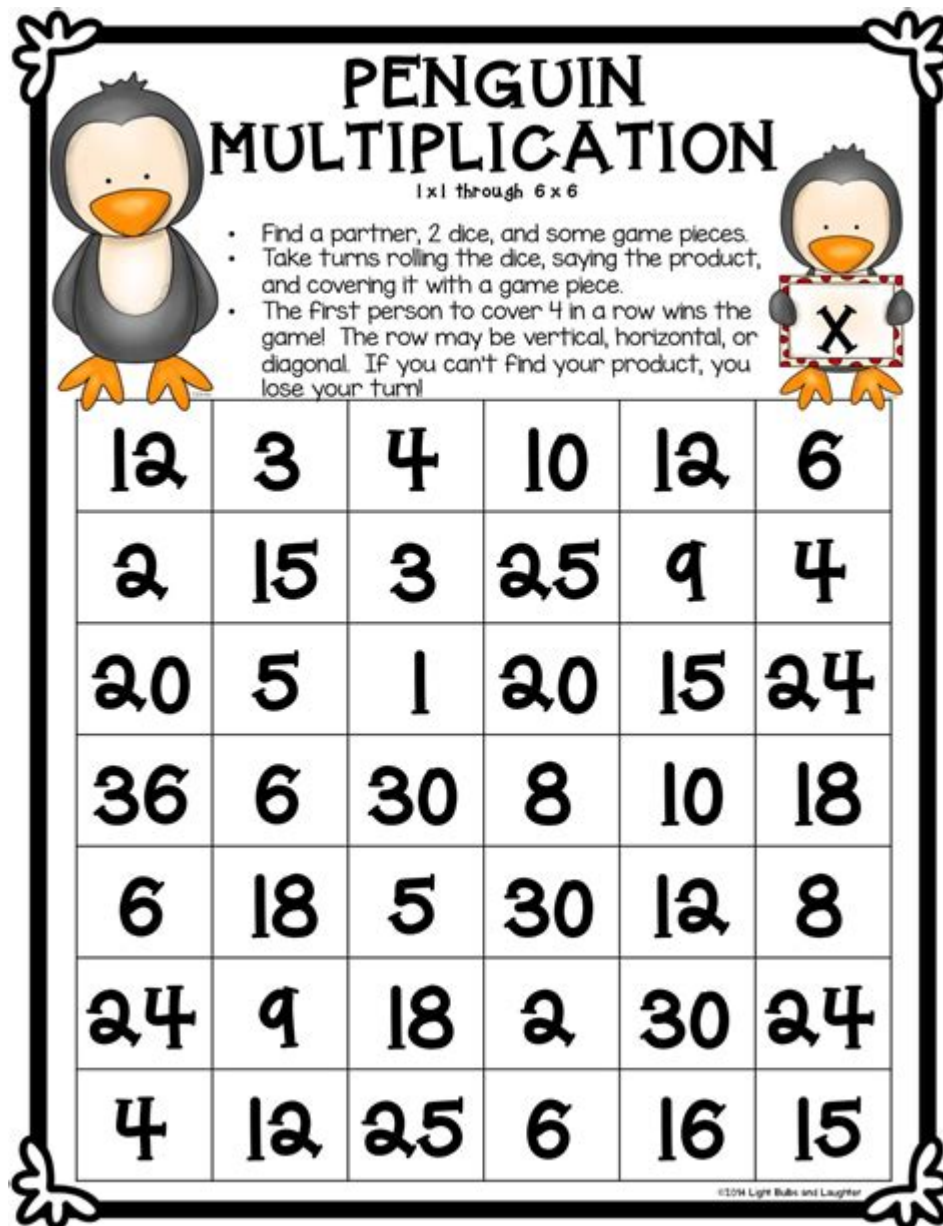 PENGUIN
MULTIPLICATION
1 x 1 through 6 x 6
• Find a partner, 2 dice, and some game pieces.
• Take turns rolling the dice, saying the product,
and covering it with a game piece.
• The first person to cover 4 in a row wins the
game! The row may be vertical, horizontal, or
diagonal. If you can't find your product, you
lose your turn!
X
12 3 4 10 12 6
2 15 3 25 9 4
20 5 1 20 15 24
36 6 30 8 10 18
6 18 5 30 12 8
24 9 18 2 30 24
4 12 25 6 16 15
©2014 Light Bulbs and Laughter